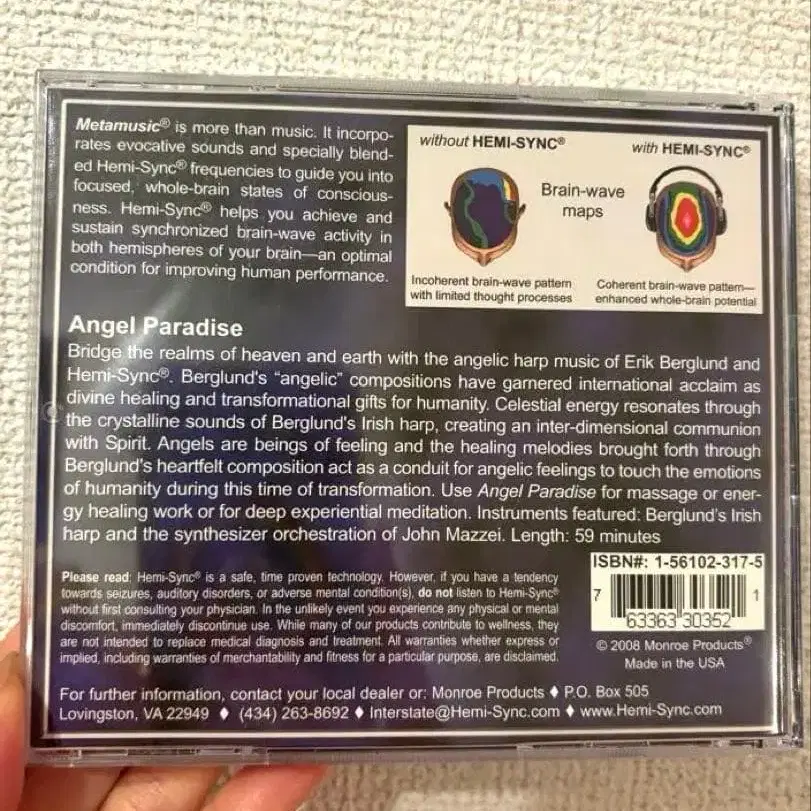 Metamusic® is more than music. It incorpo-
rates evocative sounds and specially blend-
ed Hemi-Sync® frequencies to guide you into
focused, whole-brain states of conscious-
ness. Hemi-Sync® helps you achieve and
sustain synchronized brain-wave activity in
both hemispheres of your brain—an optimal
condition for improving human performance.
without HEMI-SYNC®
with HEMI-SYNC®
Brain-wave
maps
Incoherent brain-wave pattern
with limited thought processes
Coherent brain-wave pattern—
enhanced whole-brain potential
Angel Paradise
Bridge the realms of heaven and earth with the angelic harp music of Erik Berglund and
Hemi-Sync®. Berglund's “angelic” compositions have garnered international acclaim as
divine healing and transformational gifts for humanity. Celestial energy resonates through
the crystalline sounds of Berglund's Irish harp, creating an inter-dimensional communion
with Spirit. Angels are beings of feeling and the healing melodies brought forth through
Berglund's heartfelt composition act as a conduit for angelic feelings to touch the emotions
of humanity during this time of transformation. Use Angel Paradise for massage or ener-
gy healing work or for deep experiential meditation. Instruments featured: Berglund's Irish
harp and the synthesizer orchestration of John Mazzei. Length: 59 minutes
Please read: Hemi-Sync® is a safe, time proven technology. However, if you have a tendency
towards seizures, auditory disorders, or adverse mental condition(s), do not listen to Hemi-Sync®
without first consulting your physician. In the unlikely event you experience any physical or mental
discomfort, immediately discontinue use. While many of our products contribute to wellness, they
are not intended to replace medical diagnosis and treatment. All warranties whether express or
implied, including warranties of merchantability and fitness for a particular purpose, are disclaimed.
ISBN#: 1-56102-317-5
7 63363 30352 1
© 2008 Monroe Products®
Made in the USA
For further information, contact your local dealer or: Monroe Products ♦ P.O. Box 505
Lovingston, VA 22949 ♦ (434) 263-8692 ♦ Interstate@Hemi-Sync.com ♦ www.Hemi-Sync.com